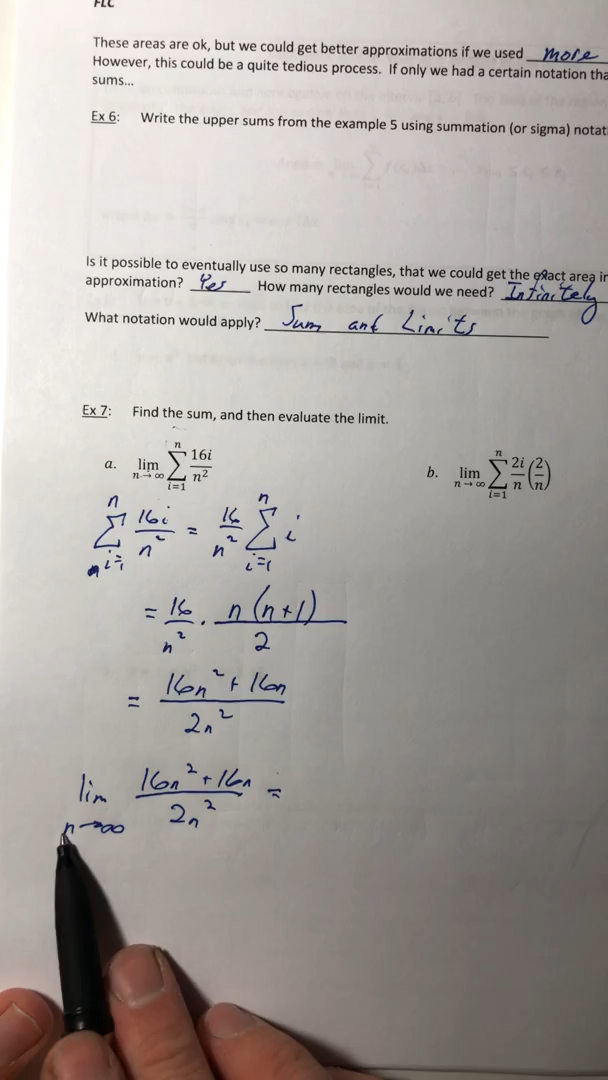 FLC
These areas are ok, but we could get better approximations if we used more
However, this could be a quite tedious process. If only we had a certain notation tha
sums...
Ex 6: Write the upper sums from the example 5 using summation (or sigma) notat
Is it possible to eventually use so many rectangles, that we could get the exact area in
approximation? Yes How many rectangles would we need? Infinitely
What notation would apply? Sum and Limits
Ex 7: Find the sum, and then evaluate the limit.
a. lim n→∞ ∑ i=1 n 16i/n² b. lim n→∞ ∑ i=1 n 2i/n (2/n)
n ∑ i=1 16i/n² = 16/n² n ∑ i=1 i
= 16/n² · n(n+1)/2
= 16n² + 16n / 2n²
lim n→∞ 16n² + 16n / 2n² =